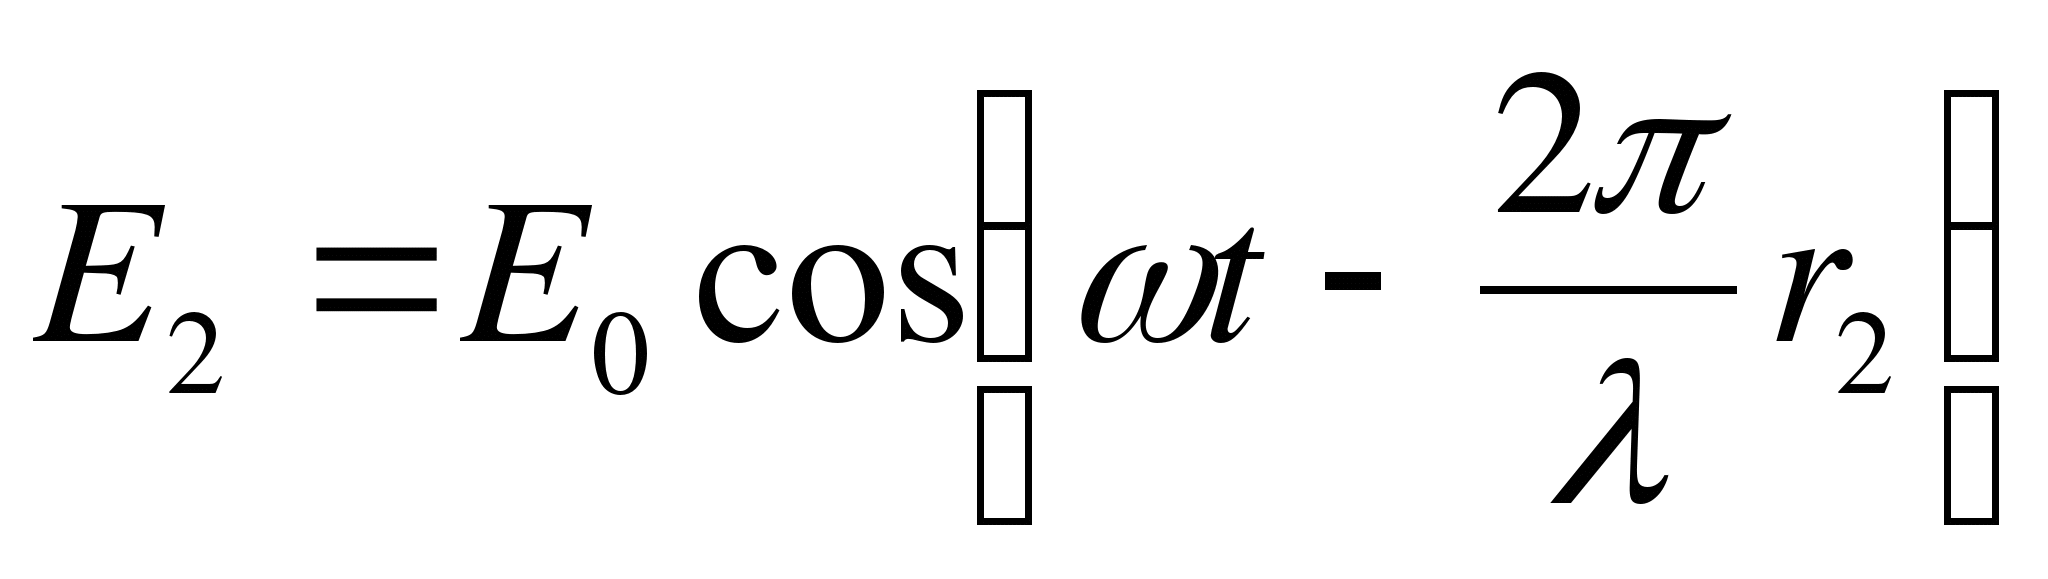 E₂ = E₀ cos( ωt - 2π/λ r₂ )